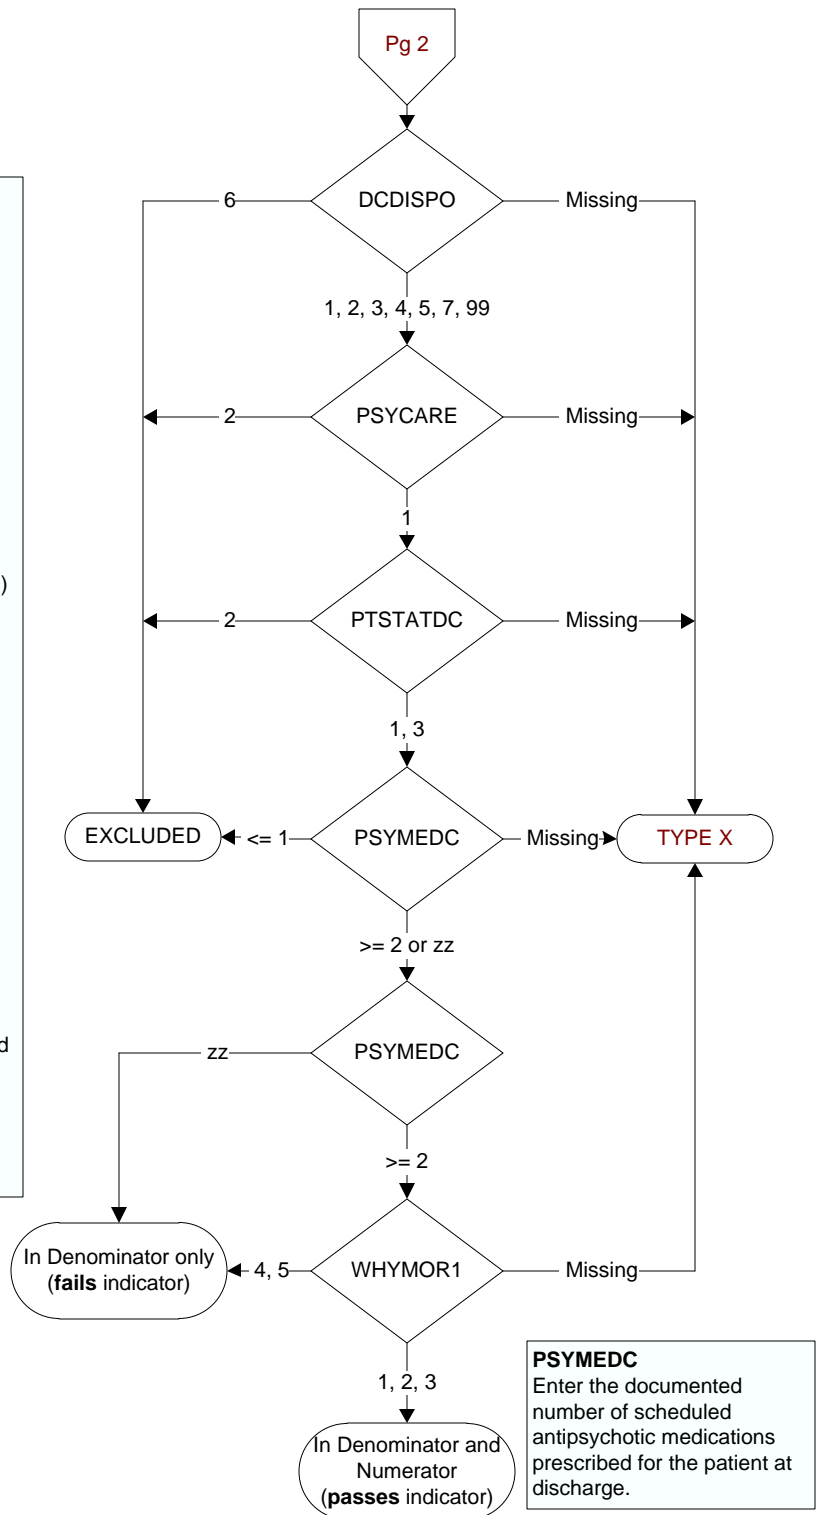 Pg 2
DCDISPO
6
Missing
1, 2, 3, 4, 5, 7, 99
PSYCARE
2
Missing
1
)
PTSTATDC
2
Missing
1, 3
EXCLUDED
<= 1
PSYMEDC
Missing
TYPE X
>= 2 or zz
d
zz
PSYMEDC
>= 2
In Denominator only
(fails indicator)
4, 5
WHYMOR1
Missing
1, 2, 3
In Denominator and
Numerator
(passes indicator)
PSYMEDC
Enter the documented
number of scheduled
antipsychotic medications
prescribed for the patient at
discharge.